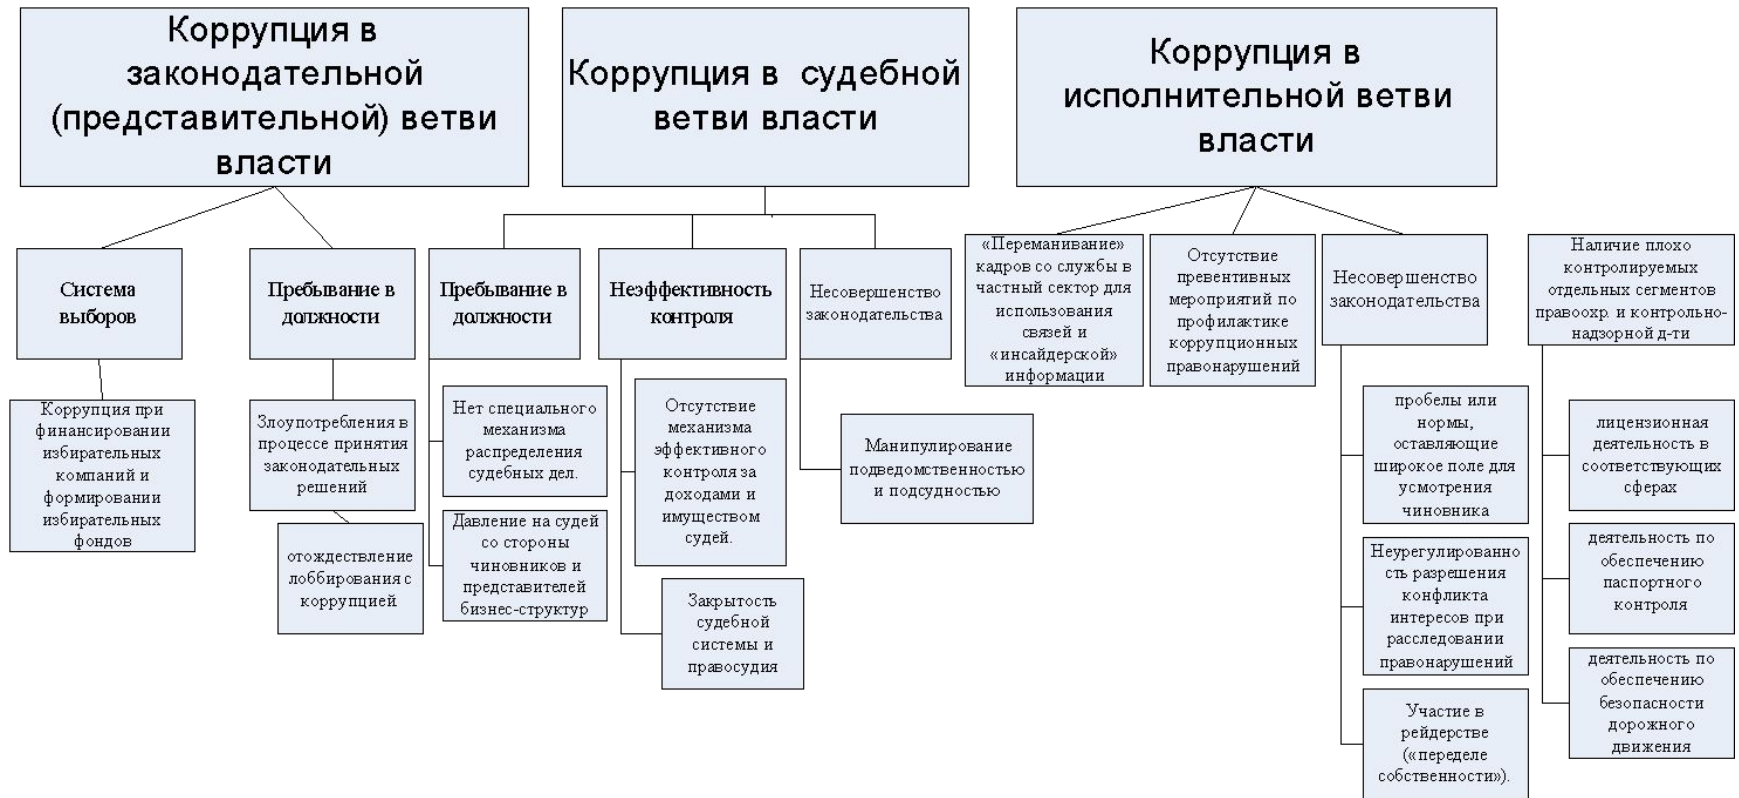 Коррупция в
законодательной
(представительной) ветви
власти
Коррупция в судебной
ветви власти
Коррупция в
исполнительной ветви
власти
Система
выборов
Пребывание в
должности
Пребывание в
должности
Неэффективность
контроля
Несовершенство
законодательства
«Переманивание»
кадров со службы в
частный сектор для
использования
связей и
«инсайдерской»
информации
Отсутствие
превентивных
мероприятий по
профилактике
коррупционных
правонарушений
Несовершенство
законодательства
Наличие плохо
контролируемых
отдельных сегментов
правоохр. и контрольно-
надзорной д-ти
Коррупция при
финансировании
избирательных
компаний и
формировании
избирательных
фондов
Злоупотребления в
процессе принятия
законодательных
решений
отождествление
лоббирования с
коррупцией
Нет специального
механизма
распределения
судебных дел.
Давление на судей
со стороны
чиновников и
представителей
бизнес-структур
Отсутствие
механизма
эффективного
контроля за
доходами и
имуществом
судей.
Закрытость
судебной
системы и
правосудия
Манипулирование
подведомственностью
и подсудностью
пробелы или
нормы,
оставляющие
широкое поле для
усмотрения
чиновника
Неурегулированно
сть разрешения
конфликта
интересов при
расследовании
правонарушений
Участие в
рейдерстве
(«переделе
собственности»).
лицензионная
деятельность в
соответствующих
сферах
деятельность по
обеспечению
паспортного
контроля
деятельность по
обеспечению
безопасности
дорожного
движения